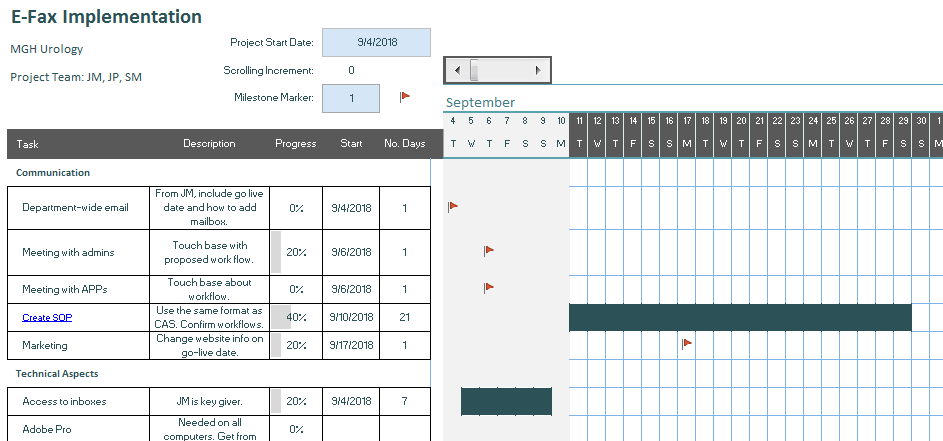 E-Fax Implementation
MGH Urology
Project Team: JM, JP, SM
Project Start Date: 9/4/2018
Scrolling Increment: 0
Milestone Marker: 1
September
4 5 6 7 8 9 10 11 12 13 14 15 16 17 18 19 20 21 22 23 24 25 26 27 28 29 30 1
Task Description Progress Start No. Days T W T F S S M T W T F S S M T W T F S S M T W T F S S M
Communication
Department-wide email
From JM, include go live
date and how to add
mailbox.
0% 9/4/2018 1
Meeting with admins
Touch base with
proposed work flow.
20% 9/6/2018 1
Meeting with APPs
Touch base about
workflow.
0% 9/6/2018 1
Create SOP
Use the same format as
CAS. Confirm workflows.
40% 9/10/2018 21
Marketing
Change website info on
go-live date.
20% 9/17/2018 1
Technical Aspects
Access to inboxes JM is key giver. 20% 9/4/2018 7
Adobe Pro
Needed on all
computers. Get from
0%